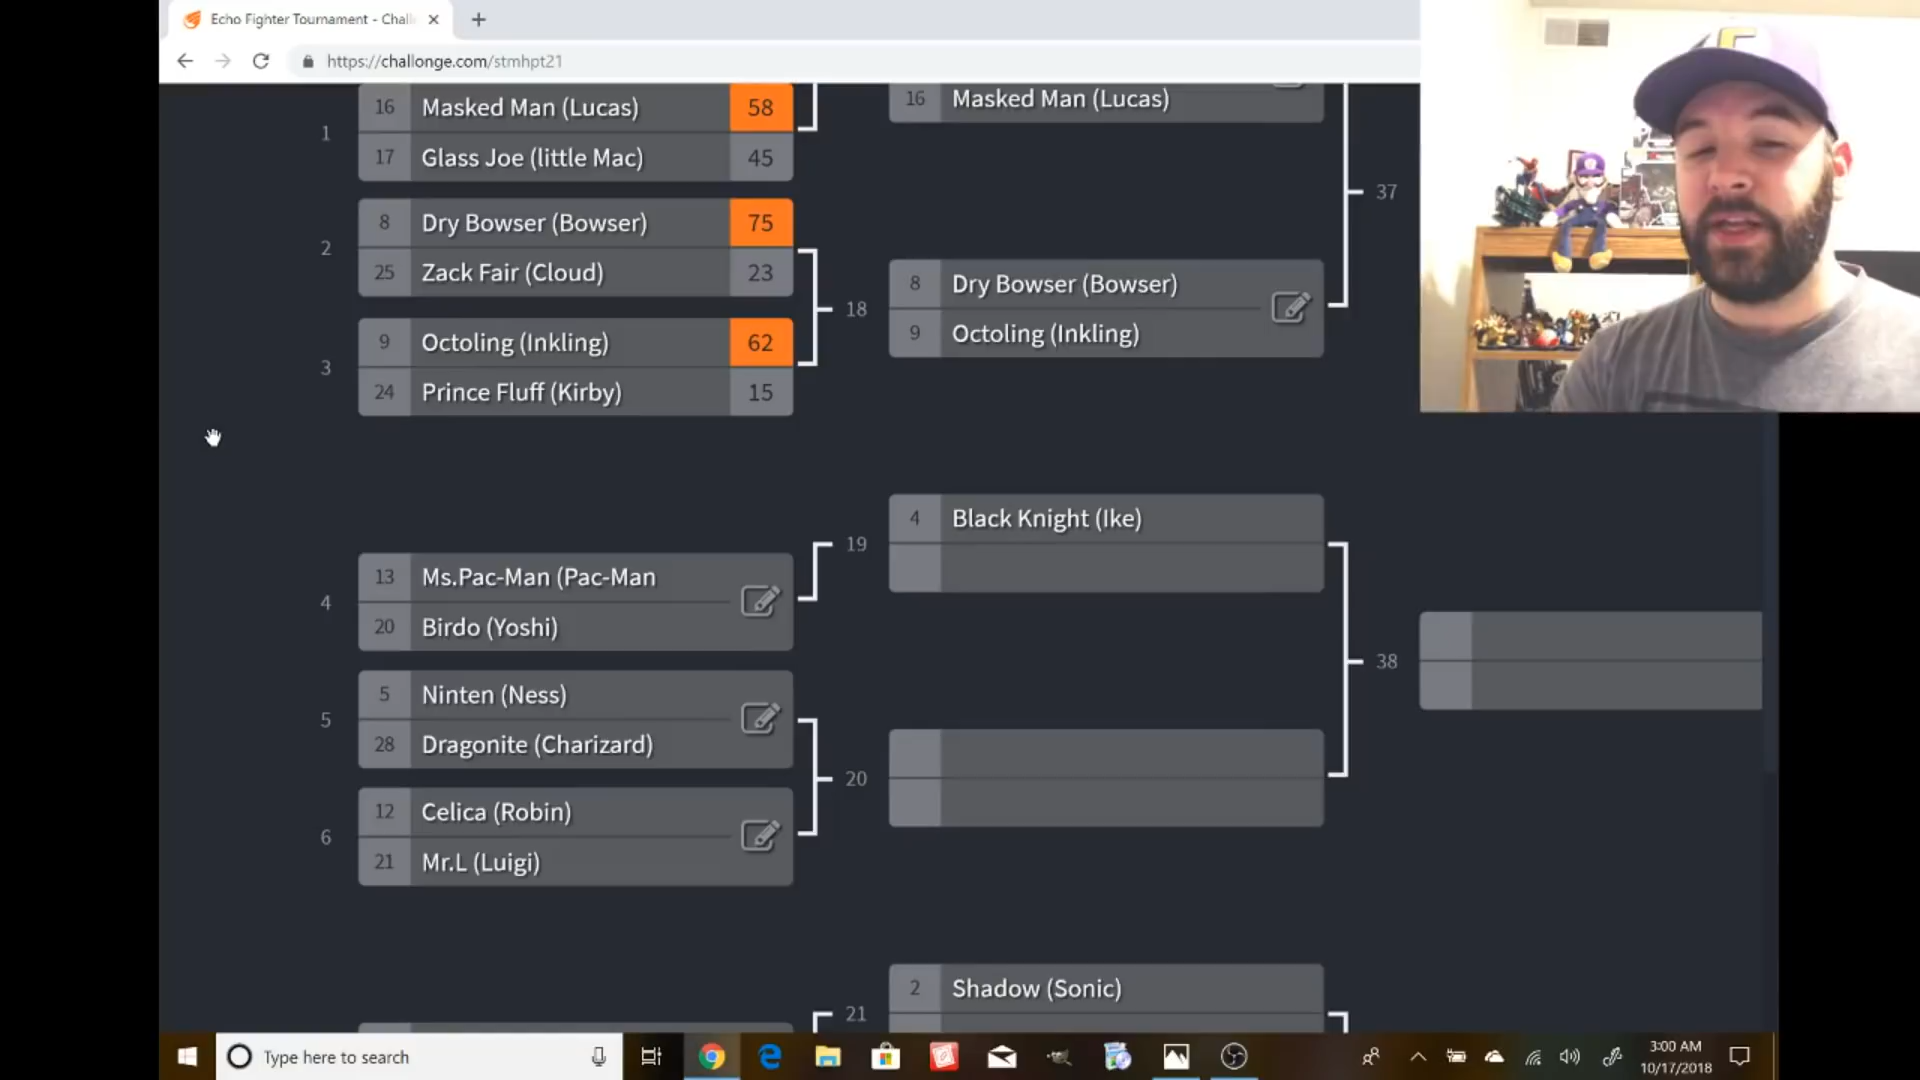 Echo Fighter Tournament - Chall
https://challonge.com/stmhpt21
1
16 Masked Man (Lucas) 58
17 Glass Joe (little Mac) 45
2
8 Dry Bowser (Bowser) 75
25 Zack Fair (Cloud) 23
3
9 Octoling (Inkling) 62
24 Prince Fluff (Kirby) 15
4
13 Ms.Pac-Man (Pac-Man
20 Birdo (Yoshi)
5
5 Ninten (Ness)
28 Dragonite (Charizard)
6
12 Celica (Robin)
21 Mr.L (Luigi)
16 Masked Man (Lucas)
18
8 Dry Bowser (Bowser)
9 Octoling (Inkling)
19
4 Black Knight (Ike)
20
21
2 Shadow (Sonic)
37
38
Type here to search
3:00 AM
10/17/2018